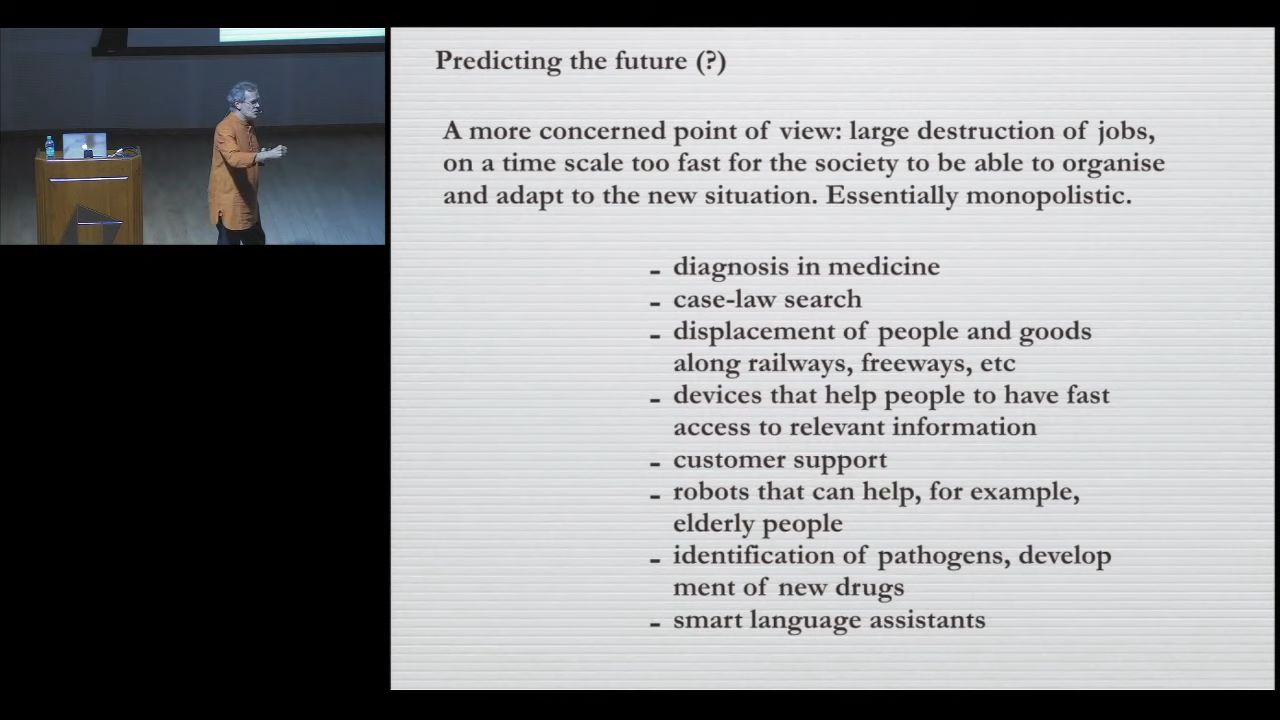 Predicting the future (?)
A more concerned point of view: large destruction of jobs,
on a time scale too fast for the society to be able to organise
and adapt to the new situation. Essentially monopolistic.
- diagnosis in medicine
- case-law search
- displacement of people and goods
along railways, freeways, etc
- devices that help people to have fast
access to relevant information
- customer support
- robots that can help, for example,
elderly people
- identification of pathogens, develop
ment of new drugs
- smart language assistants